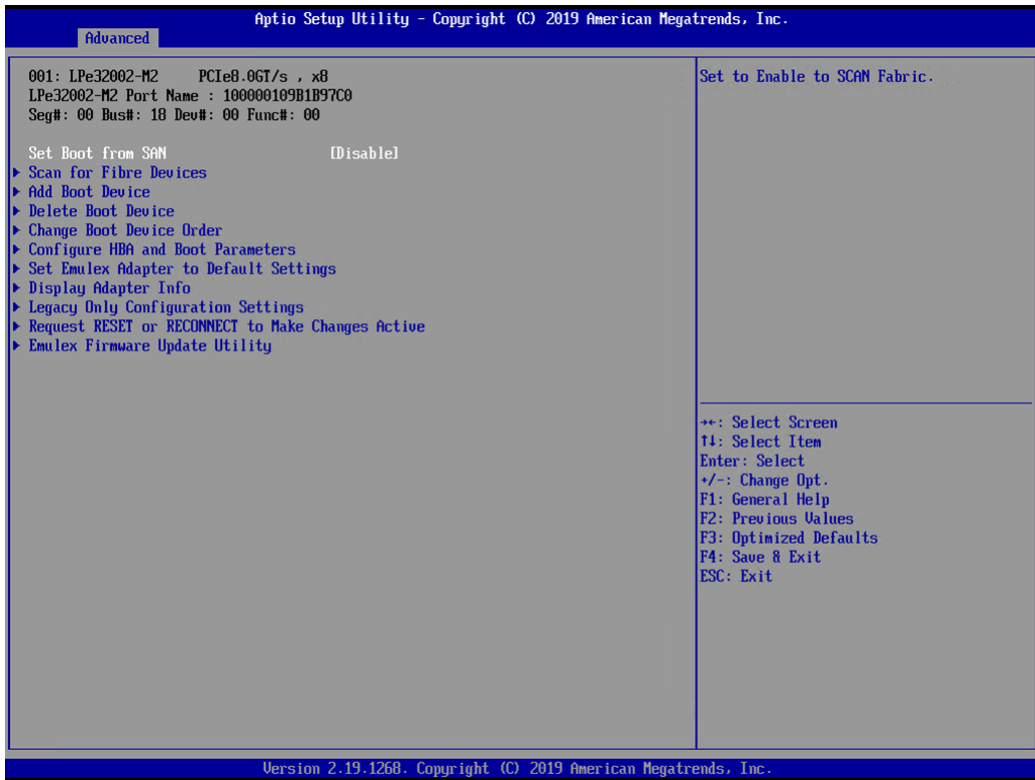 Aptio Setup Utility - Copyright (C) 2019 American Megatrends, Inc.
Advanced
001: LPe32002-M2 PCIe8.0GT/s , x8
LPe32002-M2 Port Name : 100000109B1B97C0
Seg#: 00 Bus#: 18 Dev#: 00 Func#: 00
Set Boot from SAN [Disable]
Scan for Fibre Devices
Add Boot Device
Delete Boot Device
Change Boot Device Order
Configure HBA and Boot Parameters
Set Emulex Adapter to Default Settings
Display Adapter Info
Legacy Only Configuration Settings
Request RESET or RECONNECT to Make Changes Active
Emulex Firmware Update Utility
Set to Enable to SCAN Fabric.
→←: Select Screen
↑↓: Select Item
Enter: Select
+/-: Change Opt.
F1: General Help
F2: Previous Values
F3: Optimized Defaults
F4: Save & Exit
ESC: Exit
Version 2.19.1268. Copyright (C) 2019 American Megatrends, Inc.